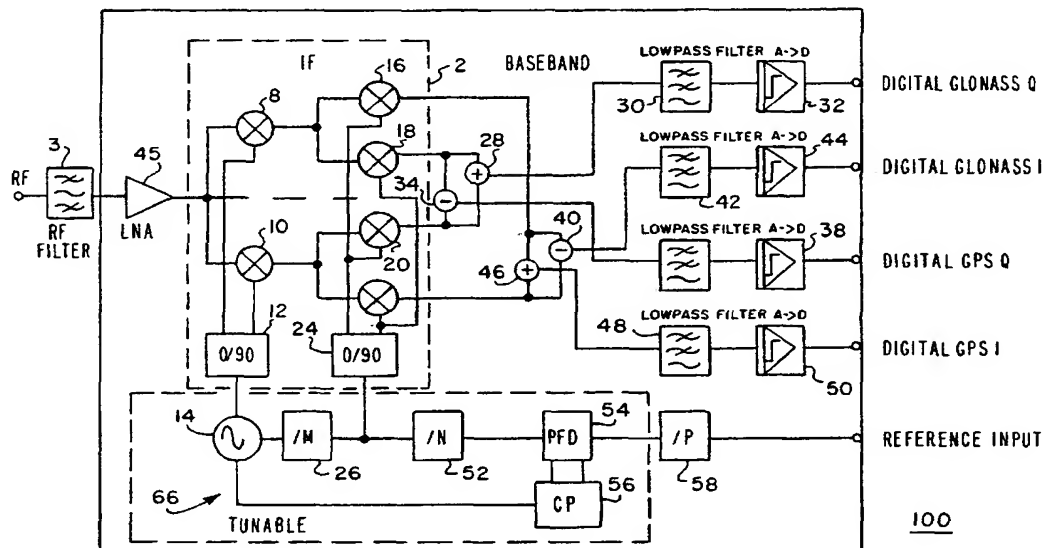 IF
2
BASEBAND
16
8
18
28
34
3
45
RF
RF
FILTER
LNA
10
20
46
40
12
0/90
24
0/90
LOWPASS FILTER A->D
30
32
DIGITAL GLONASS Q
LOWPASS FILTER A->D
44
42
DIGITAL GLONASS I
LOWPASS FILTER A->D
38
DIGITAL GPS Q
LOWPASS FILTER A->D
48
50
DIGITAL GPS I
14
/M
26
/N
52
54
PFD
/P
58
REFERENCE INPUT
56
CP
66
TUNABLE
100